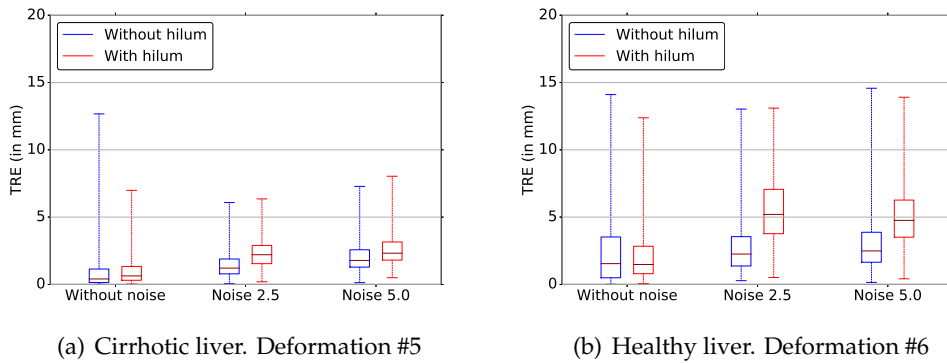 20
15
10
5
0
TRE (in mm)
Without hilum
With hilum
Without noise
Noise 2.5
Noise 5.0
(a) Cirrhotic liver. Deformation #5
20
15
10
5
0
TRE (in mm)
Without hilum
With hilum
Without noise
Noise 2.5
Noise 5.0
(b) Healthy liver. Deformation #6